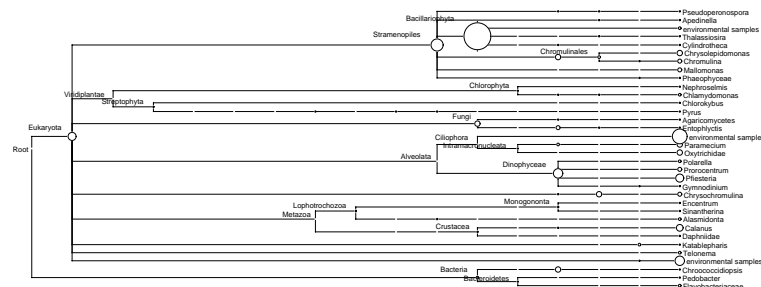 Pseudoperonospora
Bacillariophyta
Apedinella
environmental samples
Stramenopiles
Thalassiosira
Cylindrotheca
Chromulinales
Chrysolepidomonas
Chromulina
Mallomonas
Phaeophyceae
Chlorophyta
Nephroselmis
Viridiplantae
Chlamydomonas
Streptophyta
Chlorokybus
Pyrus
Fungi
Agaricomycetes
Eukaryota
Entophlyctis
Ciliophora
environmental samples
Intramacronucleata
Paramecium
Root
Oxytrichidae
Alveolata
Dinophyceae
Polarella
Prorocentrum
Pfiesteria
Gymnodinium
Chrysochromulina
Monogononta
Encentrum
Lophotrochozoa
Sinantherina
Metazoa
Alasmidonta
Crustacea
Calanus
Daphniidae
Katablepharis
Telonema
environmental samples
Bacteria
Chroococcidiopsis
Bacteroidetes
Pedobacter
Flavobacteriaceae